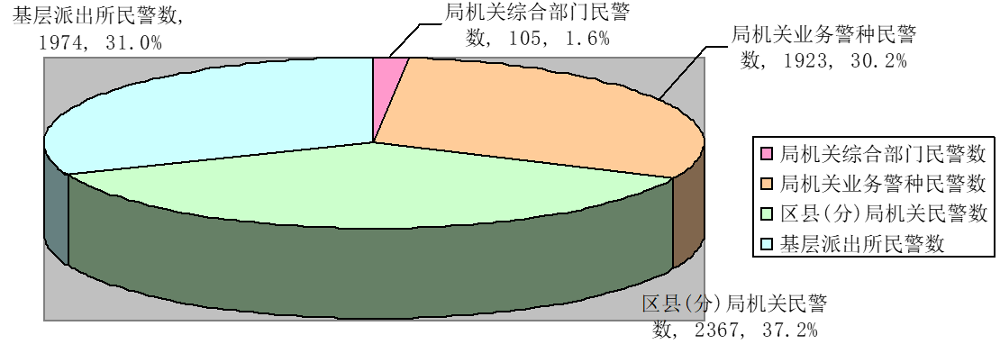 基层派出所民警数,
1974, 31.0%
局机关综合部门民警
数, 105, 1.6%
局机关业务警种民警
数, 1923, 30.2%
局机关综合部门民警数
局机关业务警种民警数
区县(分)局机关民警数
基层派出所民警数
区县(分)局机关民警
数, 2367, 37.2%